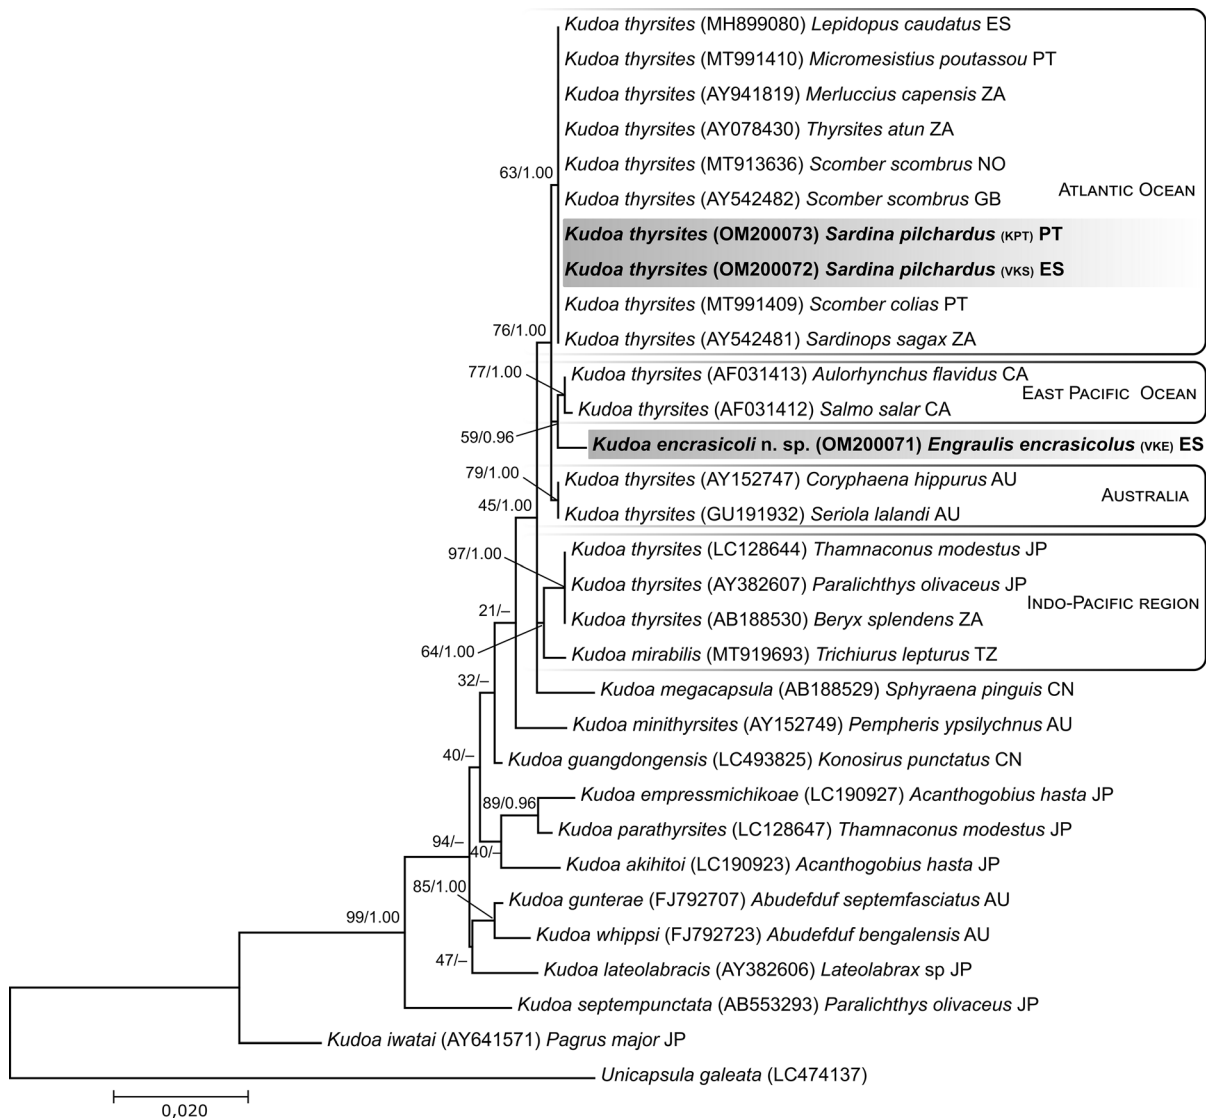 Kudoa thyrsites (MH899080) Lepidopus caudatus ES
Kudoa thyrsites (MT991410) Micromesistius poutassou PT
Kudoa thyrsites (AY941819) Merluccius capensis ZA
Kudoa thyrsites (AY078430) Thyrsites atun ZA
63/1.00
Kudoa thyrsites (MT913636) Scomber scombrus NO
ATLANTIC OCEAN
Kudoa thyrsites (AY542482) Scomber scombrus GB
Kudoa thyrsites (OM200073) Sardina pilchardus (KPT) PT
Kudoa thyrsites (OM200072) Sardina pilchardus (VKS) ES
Kudoa thyrsites (MT991409) Scomber colias PT
76/1.00
Kudoa thyrsites (AY542481) Sardinops sagax ZA
77/1.00
Kudoa thyrsites (AF031413) Aulorhynchus flavidus CA
EAST PACIFIC OCEAN
Kudoa thyrsites (AF031412) Salmo salar CA
59/0.96
Kudoa encrasicoli n. sp. (OM200071) Engraulis encrasicolus (VKE) ES
79/1.00
Kudoa thyrsites (AY152747) Coryphaena hippurus AU
AUSTRALIA
45/1.00
Kudoa thyrsites (GU191932) Seriola lalandi AU
97/1.00
Kudoa thyrsites (LC128644) Thamnaconus modestus JP
Kudoa thyrsites (AY382607) Paralichthys olivaceus JP
INDO-PACIFIC REGION
21/–
Kudoa thyrsites (AB188530) Beryx splendens ZA
64/1.00
Kudoa mirabilis (MT919693) Trichiurus lepturus TZ
32/–
Kudoa megacapsula (AB188529) Sphyraena pinguis CN
Kudoa minithyrsites (AY152749) Pempheris ypsilychnus AU
40/–
Kudoa guangdongensis (LC493825) Konosirus punctatus CN
89/0.96
Kudoa empressmichikoae (LC190927) Acanthogobius hasta JP
Kudoa parathyrsites (LC128647) Thamnaconus modestus JP
94/–
40/–
Kudoa akihitoi (LC190923) Acanthogobius hasta JP
85/1.00
Kudoa gunterae (FJ792707) Abudefduf septemfasciatus AU
99/1.00
Kudoa whippsi (FJ792723) Abudefduf bengalensis AU
47/–
Kudoa lateolabracis (AY382606) Lateolabrax sp JP
Kudoa septempunctata (AB553293) Paralichthys olivaceus JP
Kudoa iwatai (AY641571) Pagrus major JP
Unicapsula galeata (LC474137)
0,020